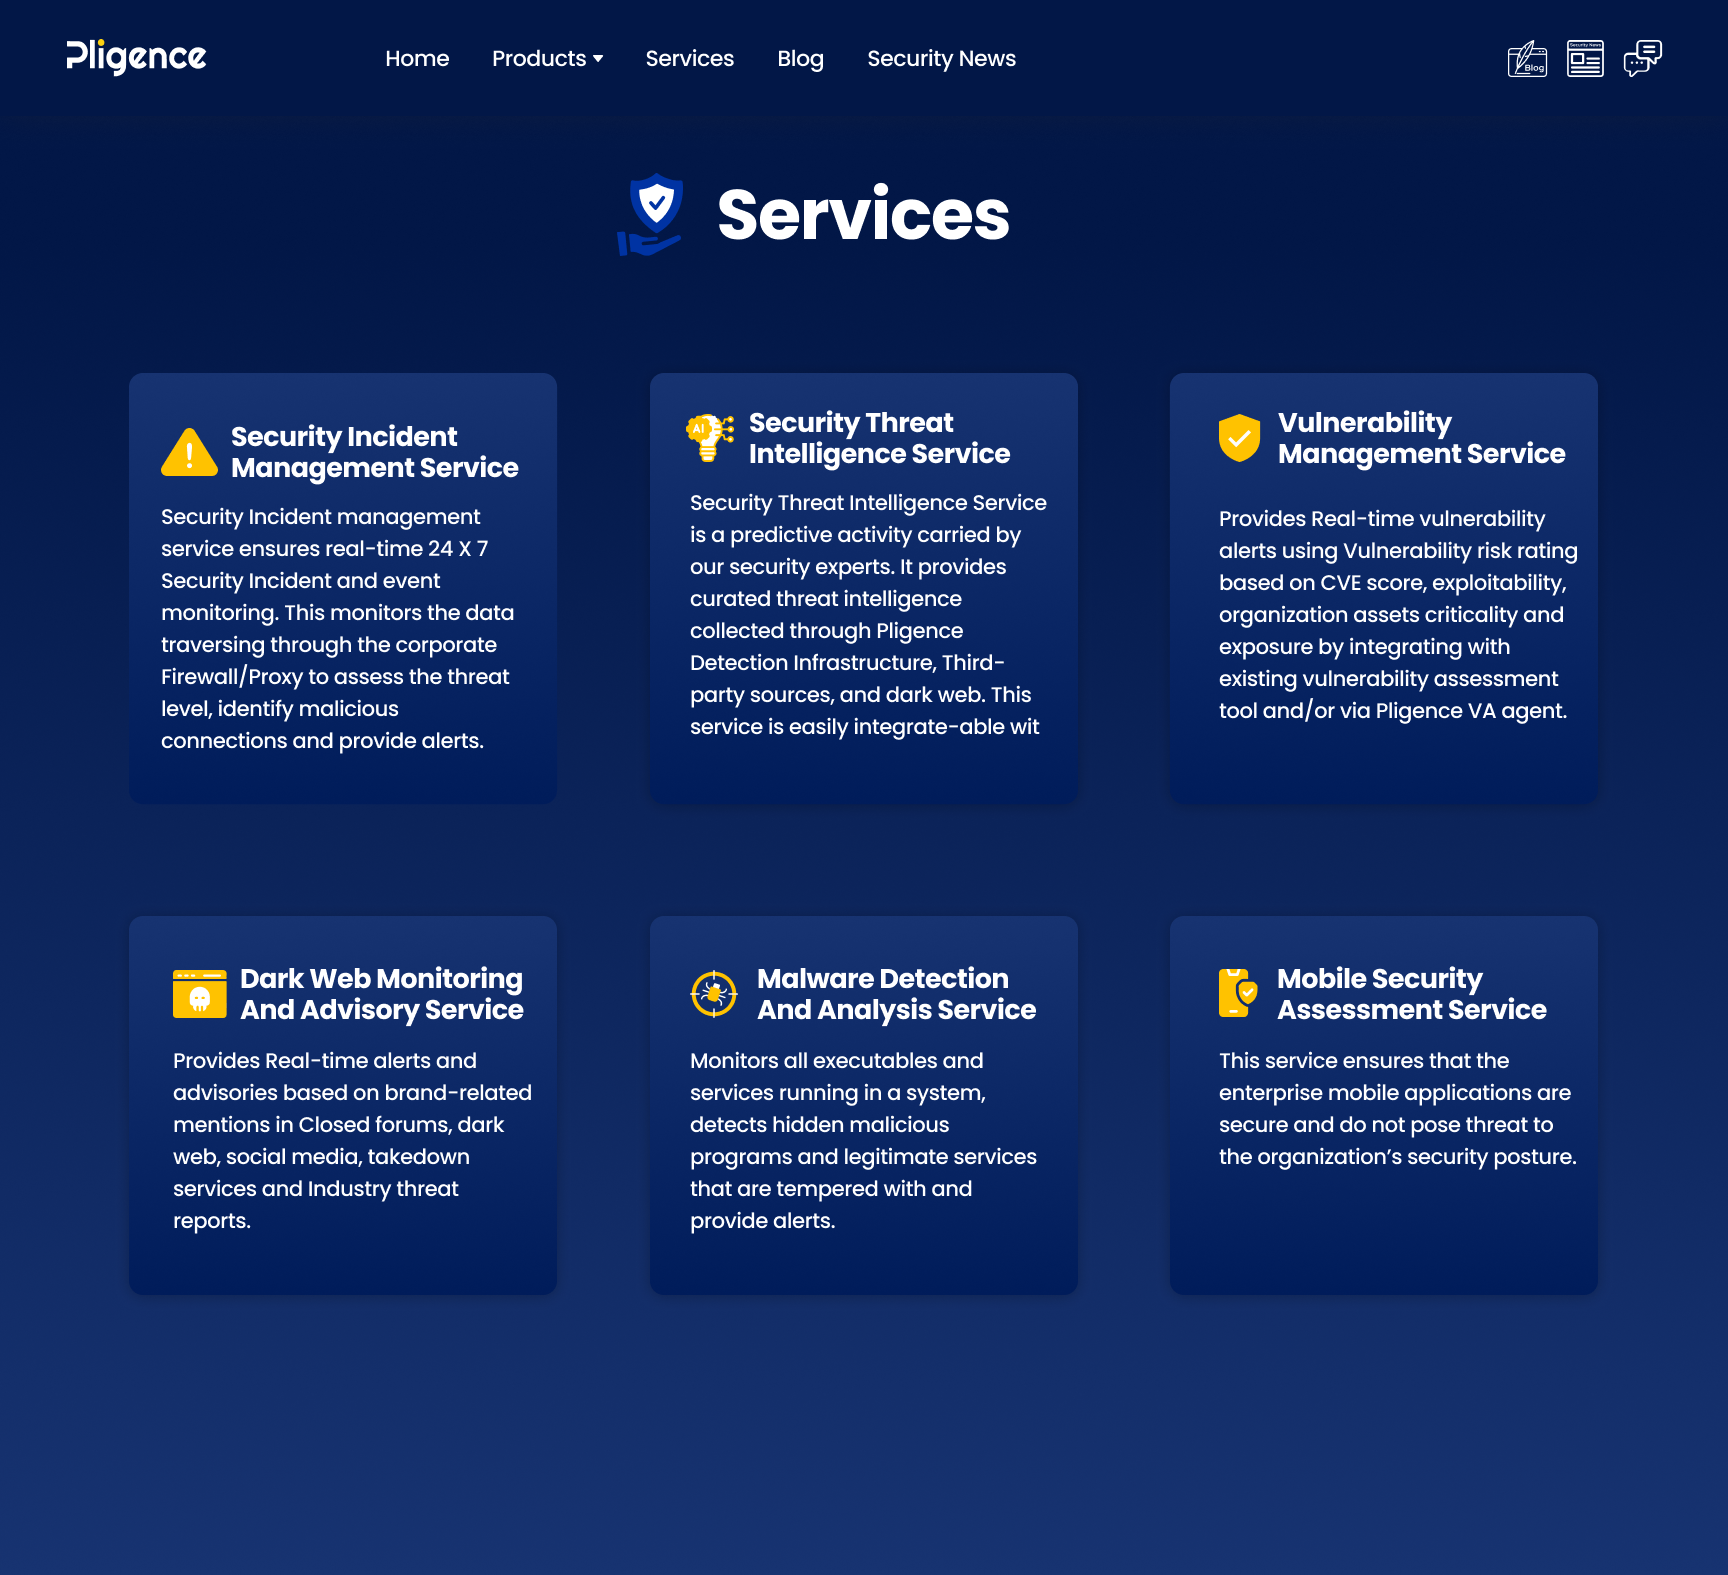 Pligence
Home Products Services Blog Security News
Blog
Security News
Services
Security Incident
Management Service
Security Incident management
service ensures real-time 24 X 7
Security Incident and event
monitoring. This monitors the data
traversing through the corporate
Firewall/Proxy to assess the threat
level, identify malicious
connections and provide alerts.
AI
Security Threat
Intelligence Service
Security Threat Intelligence Service
is a predictive activity carried by
our security experts. It provides
curated threat intelligence
collected through Pligence
Detection Infrastructure, Third-
party sources, and dark web. This
service is easily integrate-able wit
Vulnerability
Management Service
Provides Real-time vulnerability
alerts using Vulnerability risk rating
based on CVE score, exploitability,
organization assets criticality and
exposure by integrating with
existing vulnerability assessment
tool and/or via Pligence VA agent.
Dark Web Monitoring
And Advisory Service
Provides Real-time alerts and
advisories based on brand-related
mentions in Closed forums, dark
web, social media, takedown
services and Industry threat
reports.
Malware Detection
And Analysis Service
Monitors all executables and
services running in a system,
detects hidden malicious
programs and legitimate services
that are tempered with and
provide alerts.
Mobile Security
Assessment Service
This service ensures that the
enterprise mobile applications are
secure and do not pose threat to
the organization's security posture.